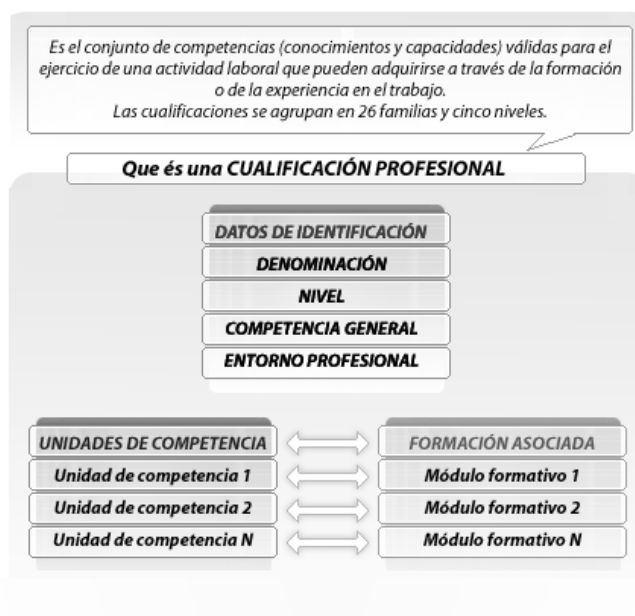 Es el conjunto de competencias (conocimientos y capacidades) válidas para el
ejercicio de una actividad laboral que pueden adquirirse a través de la formación
o de la experiencia en el trabajo.
Las cualificaciones se agrupan en 26 familias y cinco niveles.
Que és una CUALIFICACIÓN PROFESIONAL
DATOS DE IDENTIFICACIÓN
DENOMINACIÓN
NIVEL
COMPETENCIA GENERAL
ENTORNO PROFESIONAL
UNIDADES DE COMPETENCIA
FORMACIÓN ASOCIADA
Unidad de competencia 1
Módulo formativo 1
Unidad de competencia 2
Módulo formativo 2
Unidad de competencia N
Módulo formativo N